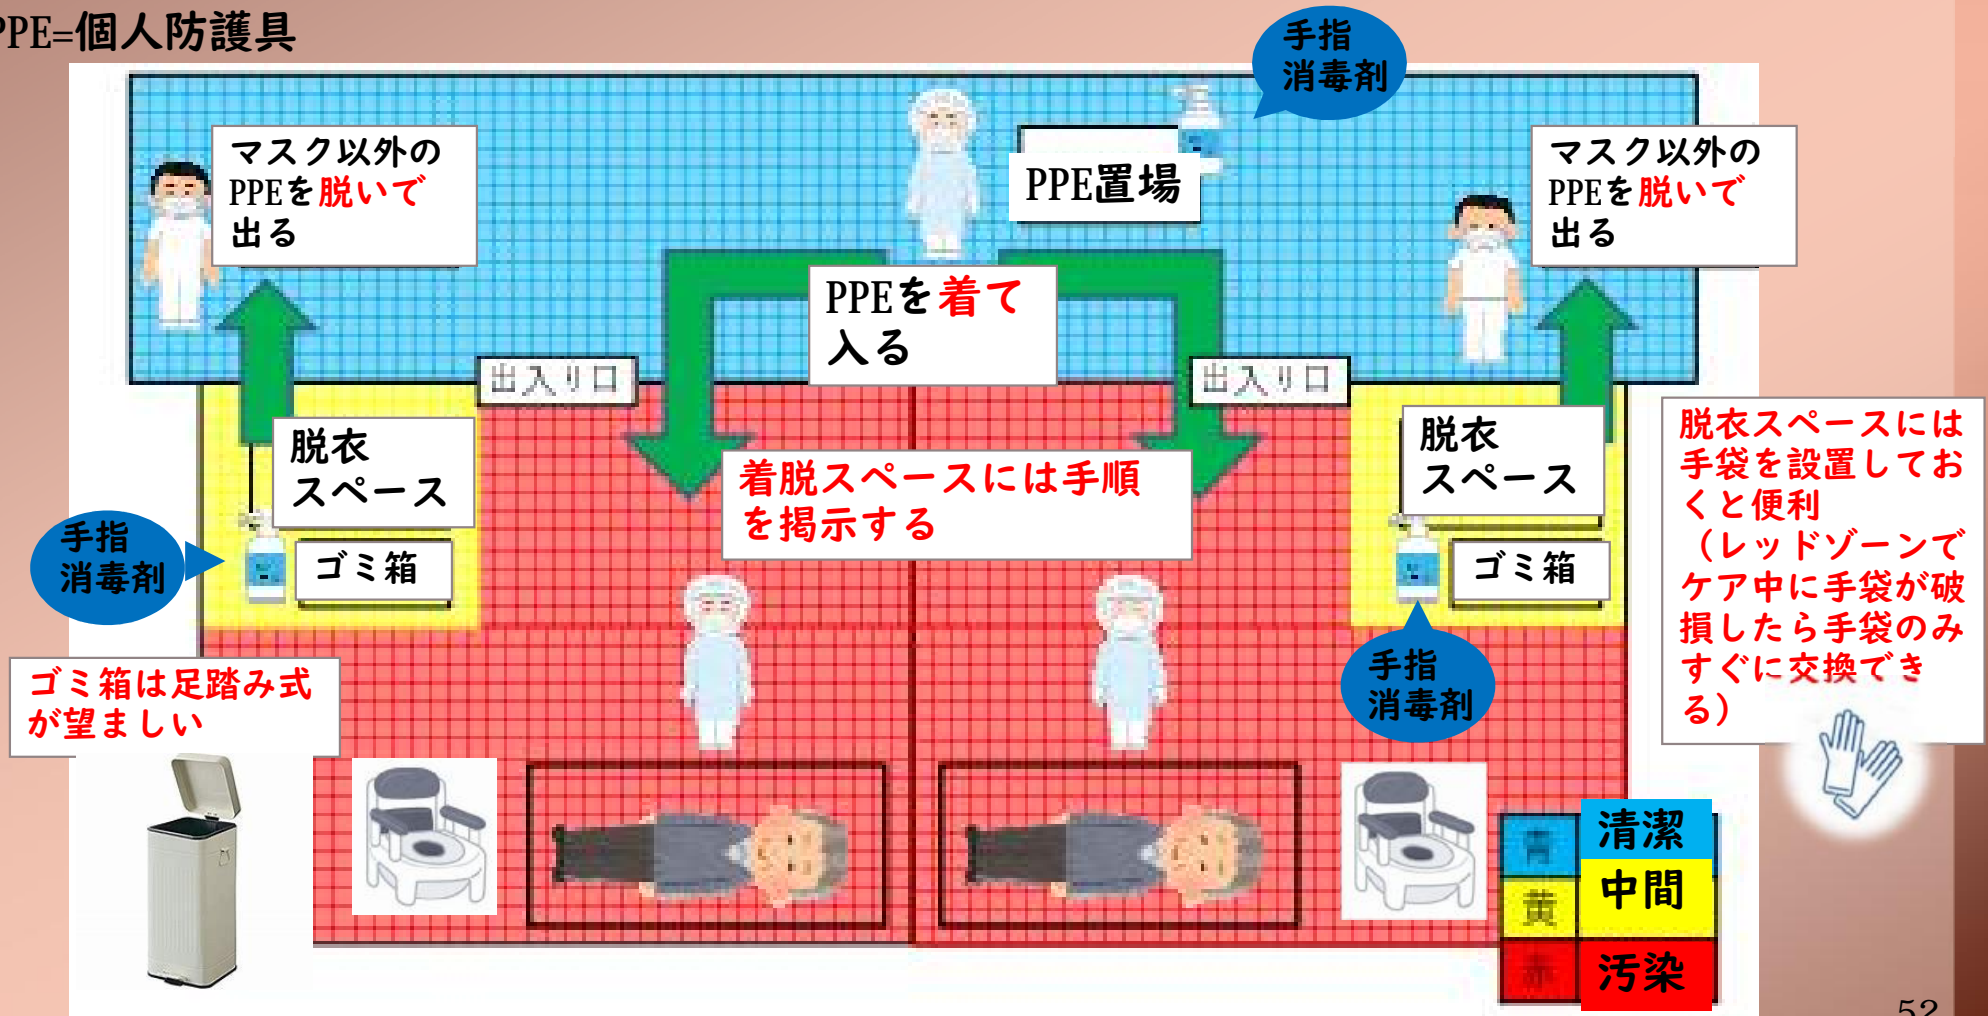 PPE=個人防護具
手指
消毒剤
マスク以外の
PPEを脱いで
出る
PPE置場
マスク以外の
PPEを脱いで
出る
PPEを着て
入る
出入り口
出入り口
脱衣
スペース
着脱スペースには手順
を掲示する
脱衣
スペース
脱衣スペースには
手袋を設置してお
くと便利
(レッドゾーンで
ケア中に手袋が破
損したら手袋のみ
すぐに交換でき
る)
手指
消毒剤
ゴミ箱
ゴミ箱
手指
消毒剤
ゴミ箱は足踏み式
が望ましい
青
清潔
黄
中間
赤
汚染
52